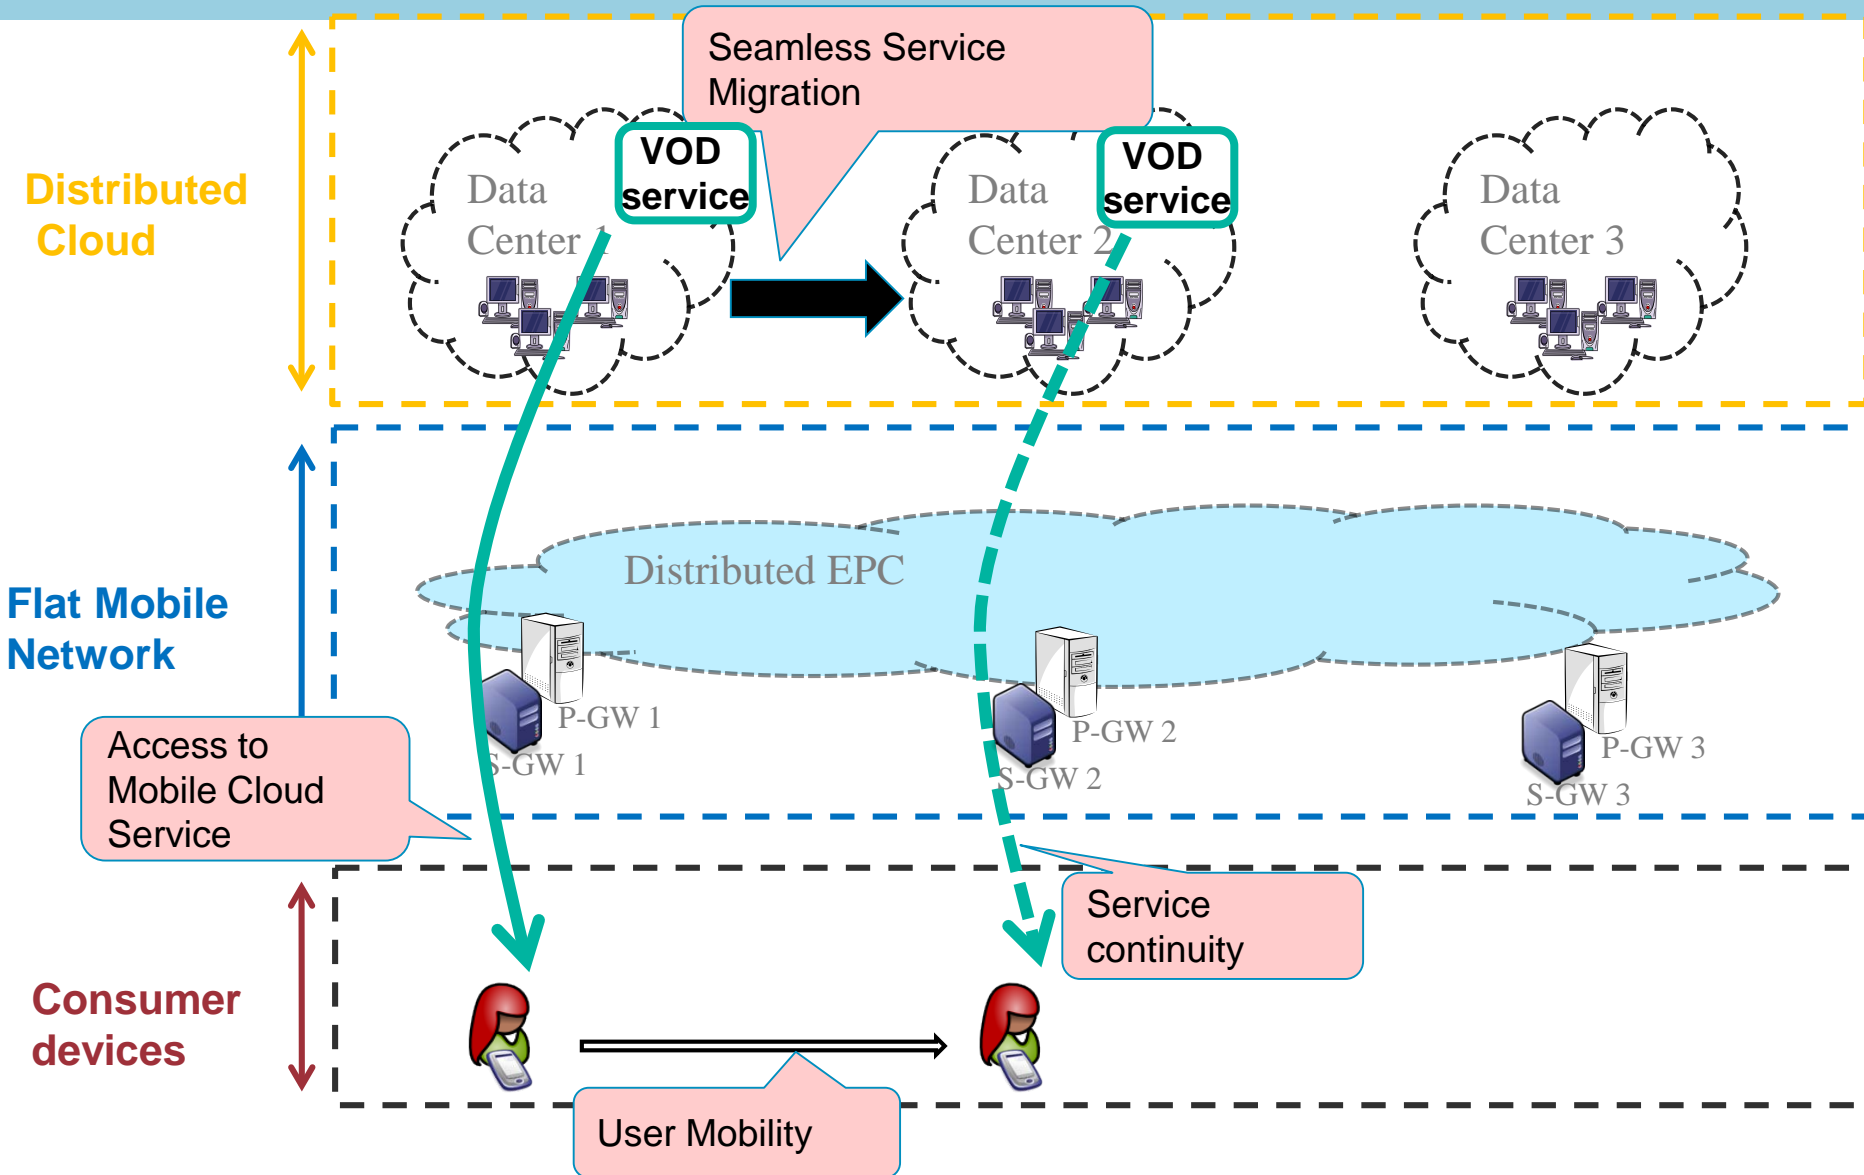 Seamless Service
Migration
VOD
service
VOD
service
Data
Center 1
Data
Center 2
Data
Center 3
Distributed
Cloud
Distributed EPC
Flat Mobile
Network
P-GW 1
S-GW 1
P-GW 2
S-GW 2
P-GW 3
S-GW 3
Access to
Mobile Cloud
Service
Service
continuity
Consumer
devices
User Mobility